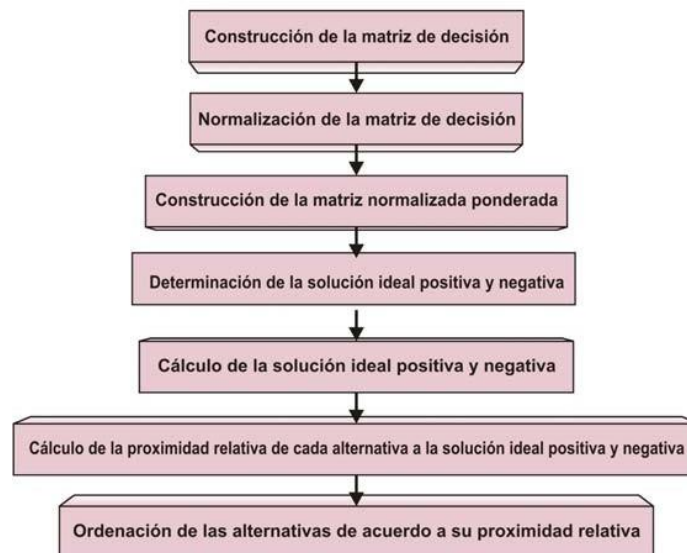 Construcción de la matriz de decisión
Normalización de la matriz de decisión
Construcción de la matriz normalizada ponderada
Determinación de la solución ideal positiva y negativa
Cálculo de la solución ideal positiva y negativa
Cálculo de la proximidad relativa de cada alternativa a la solución ideal positiva y negativa
Ordenación de las alternativas de acuerdo a su proximidad relativa